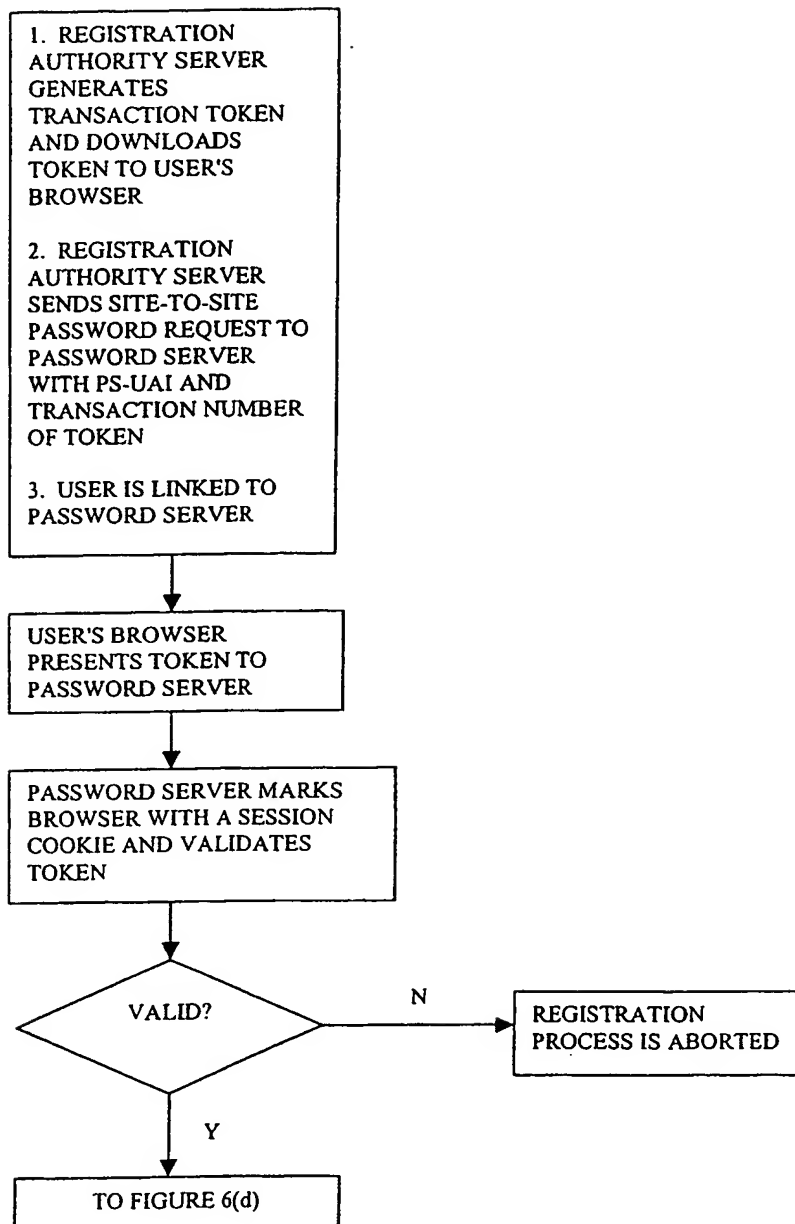 1. REGISTRATION
AUTHORITY SERVER
GENERATES
TRANSACTION TOKEN
AND DOWNLOADS
TOKEN TO USER'S
BROWSER
2. REGISTRATION
AUTHORITY SERVER
SENDS SITE-TO-SITE
PASSWORD REQUEST TO
PASSWORD SERVER
WITH PS-UAI AND
TRANSACTION NUMBER
OF TOKEN
3. USER IS LINKED TO
PASSWORD SERVER
USER'S BROWSER
PRESENTS TOKEN TO
PASSWORD SERVER
PASSWORD SERVER MARKS
BROWSER WITH A SESSION
COOKIE AND VALIDATES
TOKEN
VALID?
N
REGISTRATION
PROCESS IS ABORTED
Y
TO FIGURE 6(d)